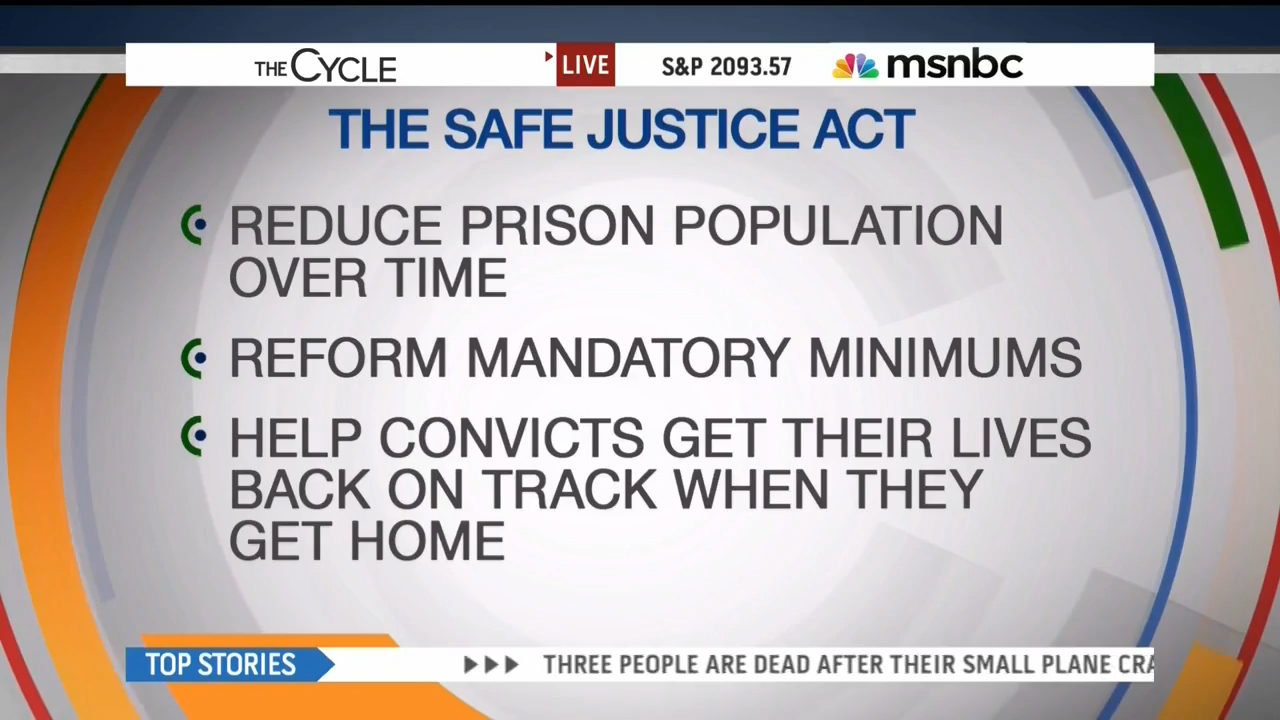 THE CYCLE LIVE S&P 2093.57 msnbc
THE SAFE JUSTICE ACT
REDUCE PRISON POPULATION
OVER TIME
REFORM MANDATORY MINIMUMS
HELP CONVICTS GET THEIR LIVES
BACK ON TRACK WHEN THEY
GET HOME
TOP STORIES THREE PEOPLE ARE DEAD AFTER THEIR SMALL PLANE